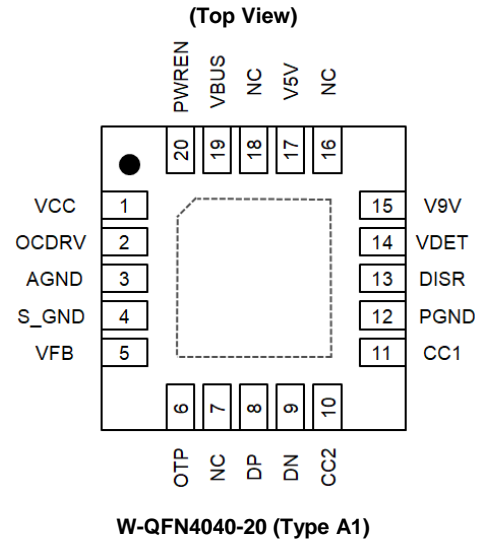 (Top View)
PWREN
VBUS
NC
V5V
NC
20
19
18
17
16
VCC 1
15 V9V
OCDRV 2
14 VDET
AGND 3
13 DISR
S_GND 4
12 PGND
VFB 5
11 CC1
6
7
8
9
10
OTP
NC
DP
DN
CC2
W-QFN4040-20 (Type A1)